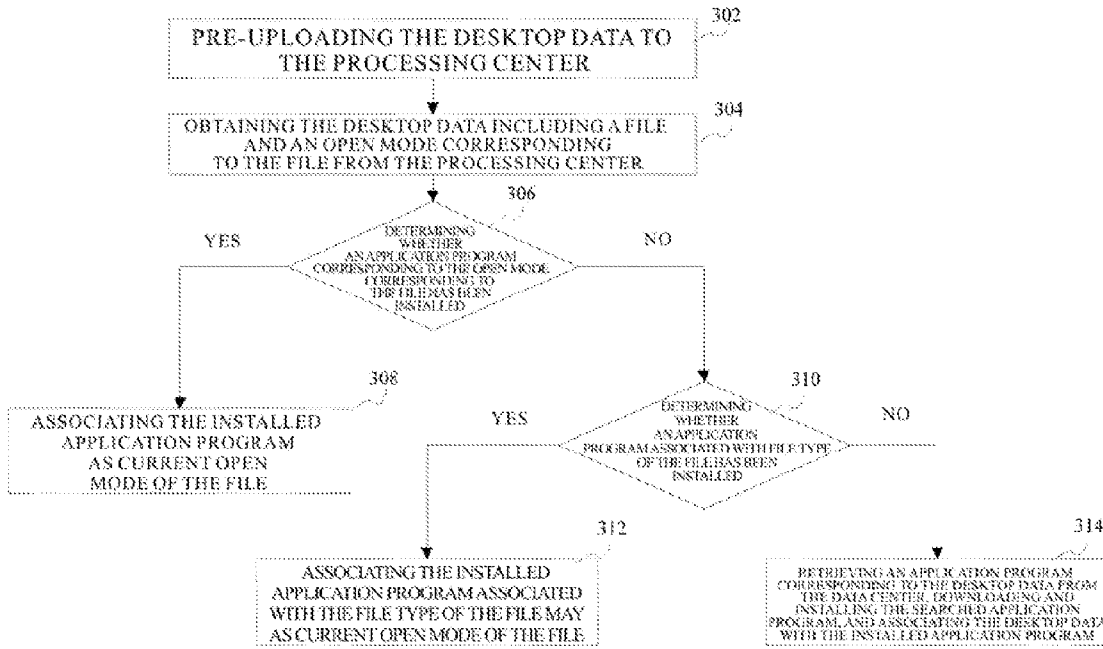 302
PRE-UPLOADING THE DESKTOP DATA TO
THE PROCESSING CENTER
304
OBTAINING THE DESKTOP DATA INCLUDING A FILE
AND AN OPEN MODE CORRESPONDING
TO THE FILE FROM THE PROCESSING CENTER
306
YES
NO
DETERMINING
WHETHER
AN APPLICATION PROGRAM
CORRESPONDING TO THE OPEN MODE
CORRESPONDING TO
THE FILE HAS BEEN
INSTALLED
308
ASSOCIATING THE INSTALLED
APPLICATION PROGRAM
AS CURRENT OPEN
MODE OF THE FILE
310
YES
NO
DETERMINING
WHETHER
AN APPLICATION
PROGRAM ASSOCIATED WITH FILE TYPE
OF THE FILE HAS BEEN
INSTALLED
312
ASSOCIATING THE INSTALLED
APPLICATION PROGRAM ASSOCIATED
WITH THE FILE TYPE OF THE FILE MAY
AS CURRENT OPEN MODE OF THE FILE
314
RETRIEVING AN APPLICATION PROGRAM
CORRESPONDING TO THE DESKTOP DATA FROM
THE DATA CENTER, DOWNLOADING AND
INSTALLING THE SEARCHED APPLICATION
PROGRAM, AND ASSOCIATING THE DESKTOP DATA
WITH THE INSTALLED APPLICATION PROGRAM